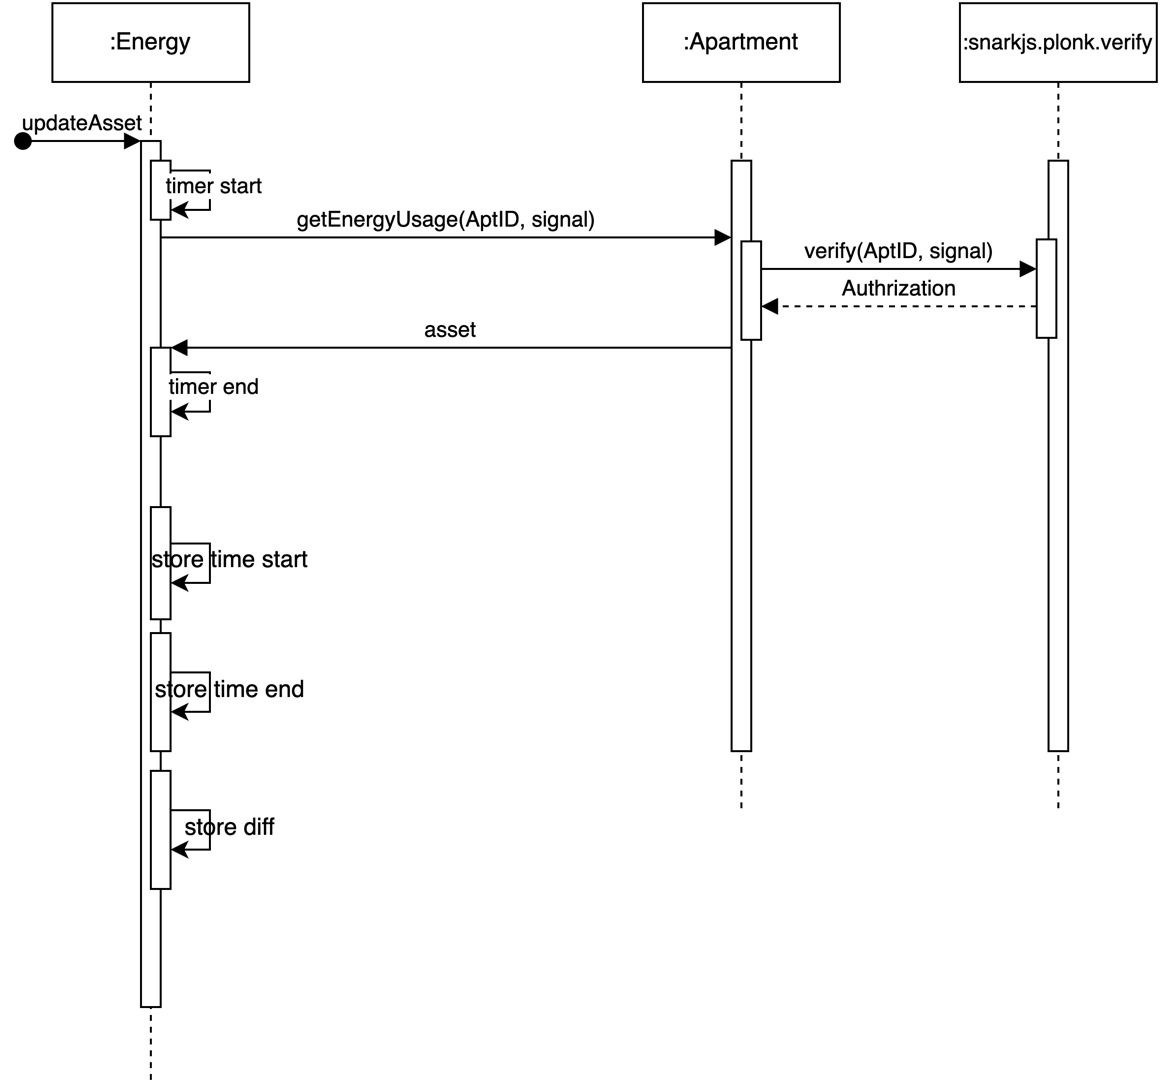 :Energy
:Apartment
:snarkjs.plonk.verify
updateAsset
timer start
getEnergyUsage(AptID, signal)
verify(AptID, signal)
Authrization
asset
timer end
store time start
store time end
store diff